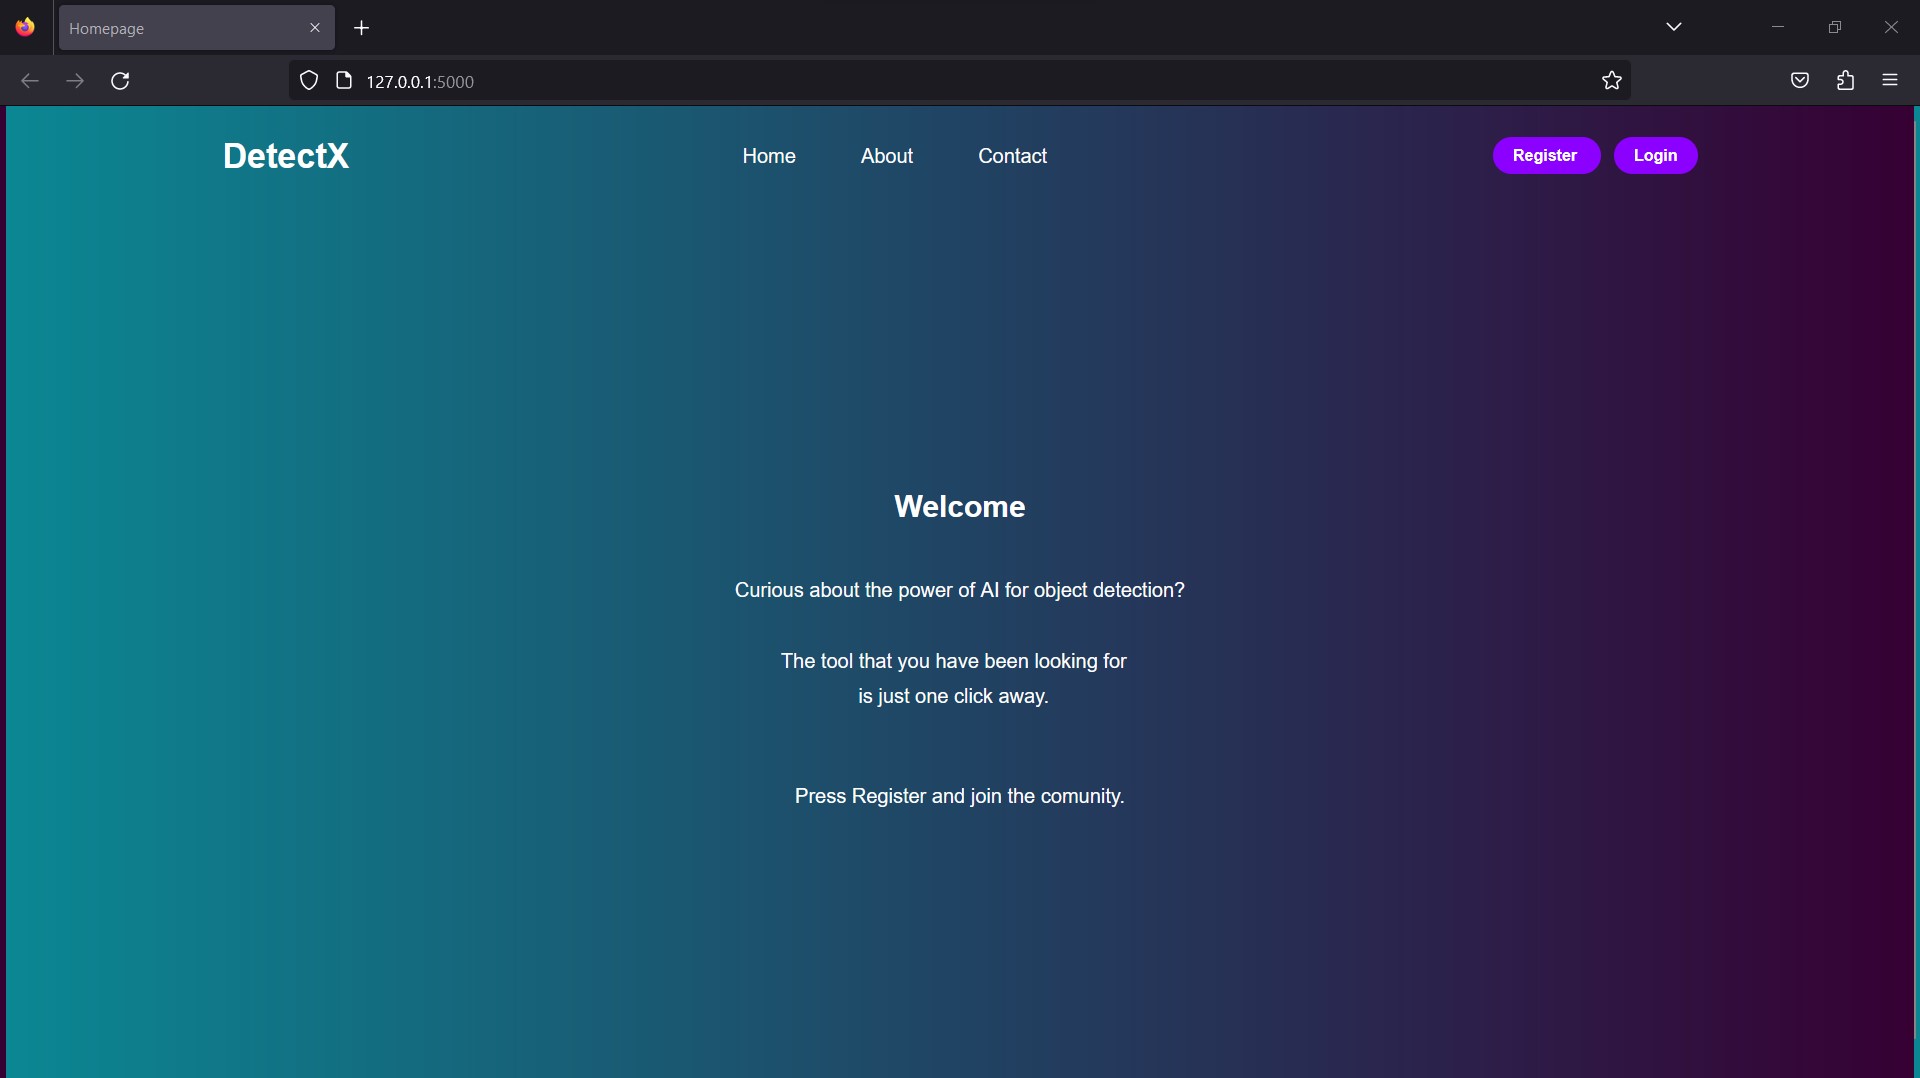 Homepage
127.0.0.1:5000
DetectX
Home
About
Contact
Register
Login
Welcome
Curious about the power of AI for object detection?
The tool that you have been looking for
is just one click away.
Press Register and join the comunity.